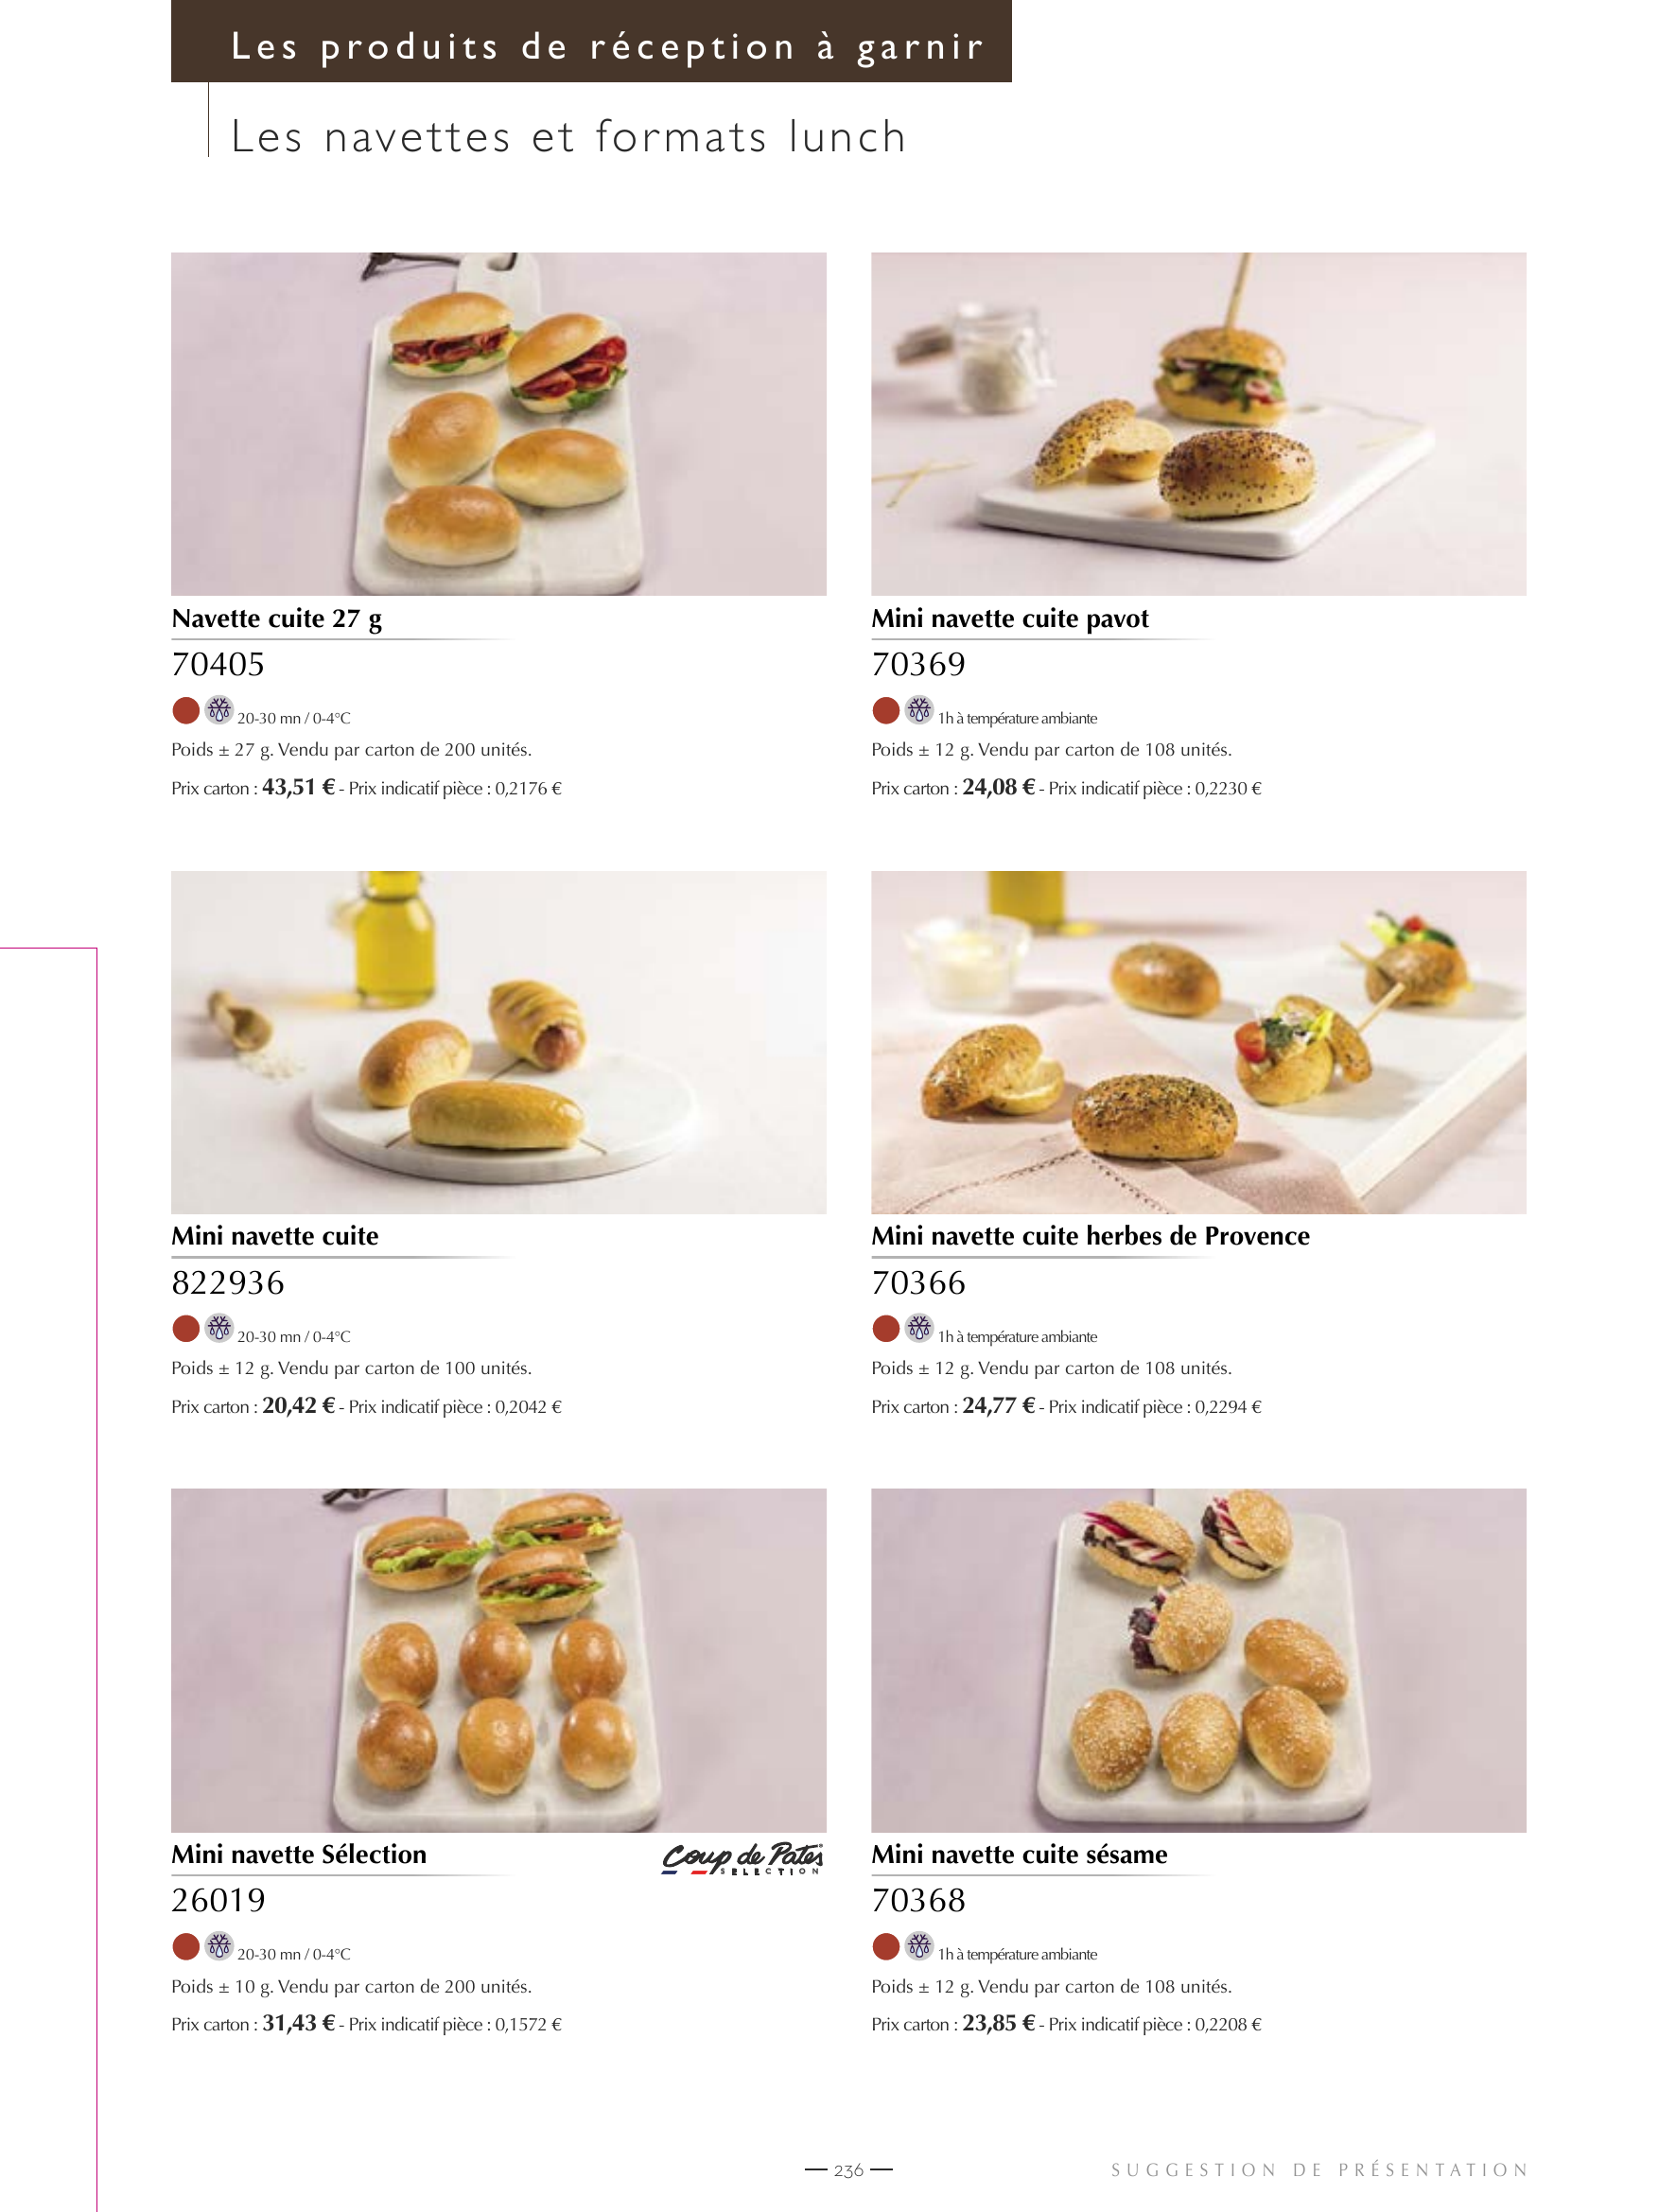 Les produits de réception à garnir
Les navettes et formats lunch
Navette cuite 27 g
70405
20-30 mn / 0-4°C
Poids ± 27 g. Vendu par carton de 200 unités.
Prix carton : 43,51 € - Prix indicatif pièce : 0,2176 €
Mini navette cuite pavot
70369
1h à température ambiante
Poids ± 12 g. Vendu par carton de 108 unités.
Prix carton : 24,08 € - Prix indicatif pièce : 0,2230 €
Mini navette cuite
822936
20-30 mn / 0-4°C
Poids ± 12 g. Vendu par carton de 100 unités.
Prix carton : 20,42 € - Prix indicatif pièce : 0,2042 €
Mini navette cuite herbes de Provence
70366
1h à température ambiante
Poids ± 12 g. Vendu par carton de 108 unités.
Prix carton : 24,77 € - Prix indicatif pièce : 0,2294 €
Mini navette Sélection
Coup de Pates®
SELECTION
26019
20-30 mn / 0-4°C
Poids ± 10 g. Vendu par carton de 200 unités.
Prix carton : 31,43 € - Prix indicatif pièce : 0,1572 €
Mini navette cuite sésame
70368
1h à température ambiante
Poids ± 12 g. Vendu par carton de 108 unités.
Prix carton : 23,85 € - Prix indicatif pièce : 0,2208 €
236
SUGGESTION DE PRÉSENTATION